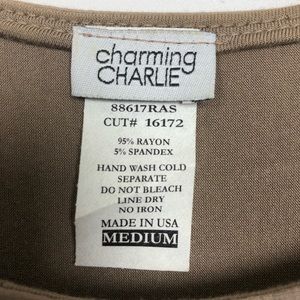 charming
CHARLIE
88617RAS
CUT# 16172
95% RAYON
5% SPANDEX
HAND WASH COLD
SEPARATE
DO NOT BLEACH
LINE DRY
NO IRON
MADE IN USA
MEDIUM